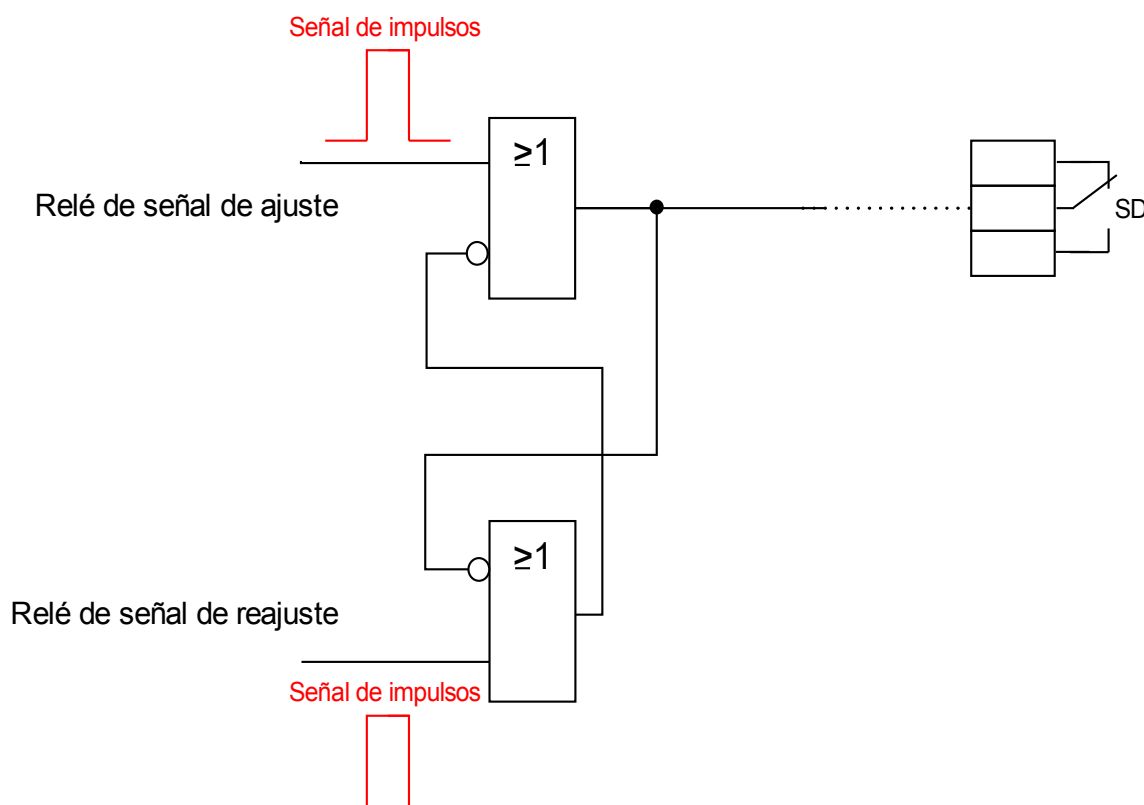 Señal de impulsos
≥1
Relé de señal de ajuste
SD
≥1
Relé de señal de reajuste
Señal de impulsos